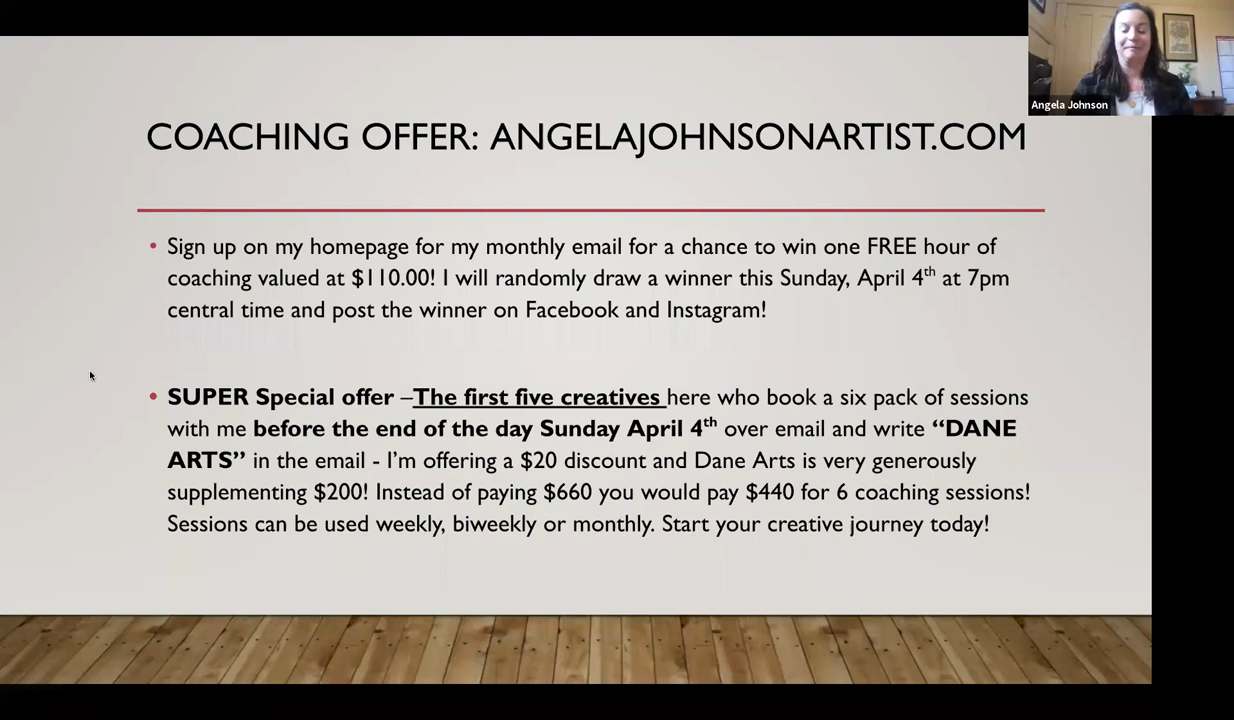 Angela Johnson
COACHING OFFER: ANGELAJOHNSONARTIST.COM
• Sign up on my homepage for my monthly email for a chance to win one FREE hour of
coaching valued at $110.00! I will randomly draw a winner this Sunday, April 4th at 7pm
central time and post the winner on Facebook and Instagram!
• SUPER Special offer –The first five creatives here who book a six pack of sessions
with me before the end of the day Sunday April 4th over email and write “DANE
ARTS” in the email - I’m offering a $20 discount and Dane Arts is very generously
supplementing $200! Instead of paying $660 you would pay $440 for 6 coaching sessions!
Sessions can be used weekly, biweekly or monthly. Start your creative journey today!